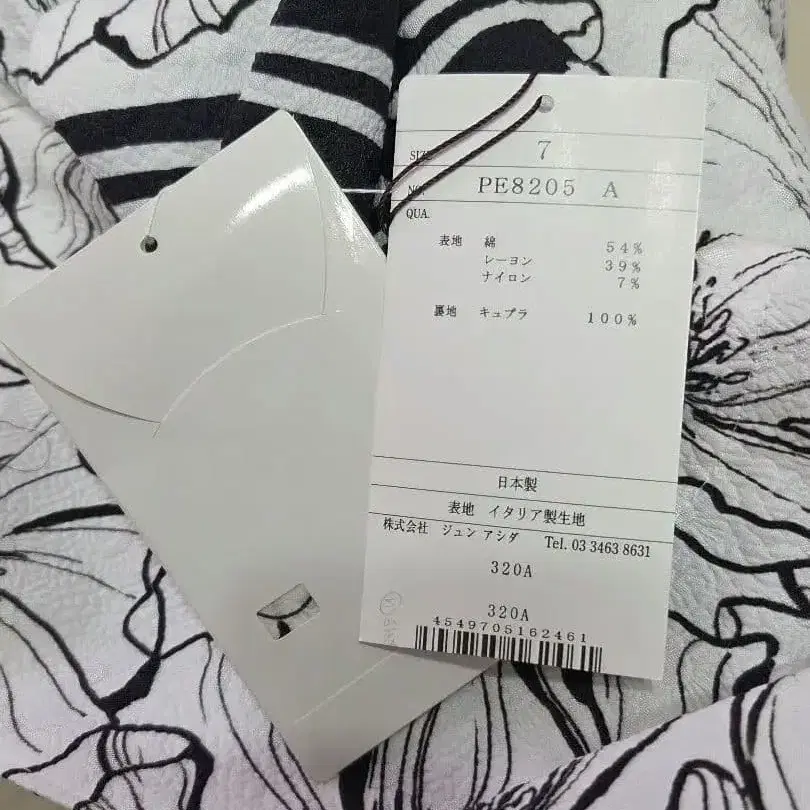 SIZE 7
NO. PE8205 A
QUA.
表地 綿 54%
レーヨン 39%
ナイロン 7%
裏地 キュプラ 100%
日本製
表地 イタリア製生地
株式会社 ジュン アシダ Tel. 03 3463 8631
320A
320A
4549705162461